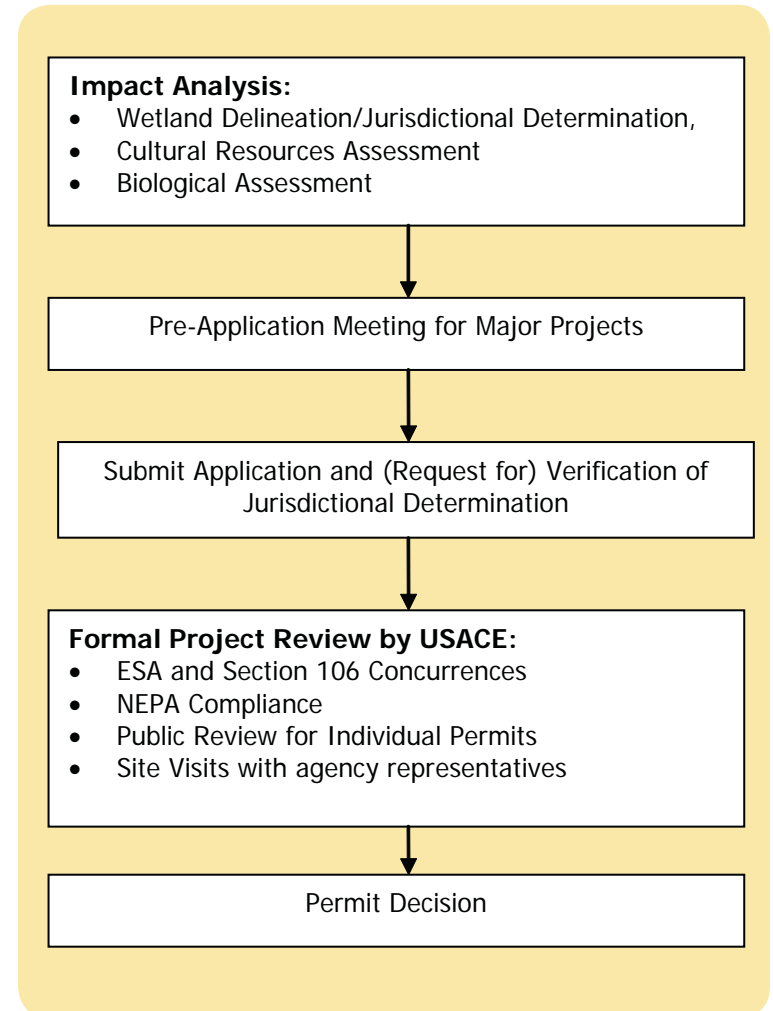 Impact Analysis:
• Wetland Delineation/Jurisdictional Determination,
• Cultural Resources Assessment
• Biological Assessment
Pre-Application Meeting for Major Projects
Submit Application and (Request for) Verification of
Jurisdictional Determination
Formal Project Review by USACE:
• ESA and Section 106 Concurrences
• NEPA Compliance
• Public Review for Individual Permits
• Site Visits with agency representatives
Permit Decision